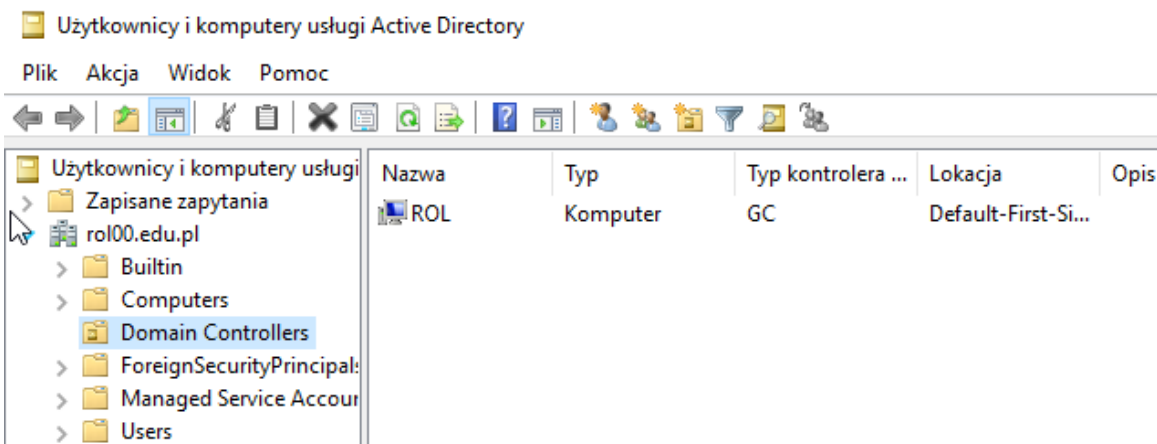 Użytkownicy i komputery usługi Active Directory
Plik Akcja Widok Pomoc
Użytkownicy i komputery usługi
Zapisane zapytania
rol00.edu.pl
Builtin
Computers
Domain Controllers
ForeignSecurityPrincipals
Managed Service Accour
Users
Nazwa Typ Typ kontrolera ... Lokacja Opis
ROL Komputer GC Default-First-Si...